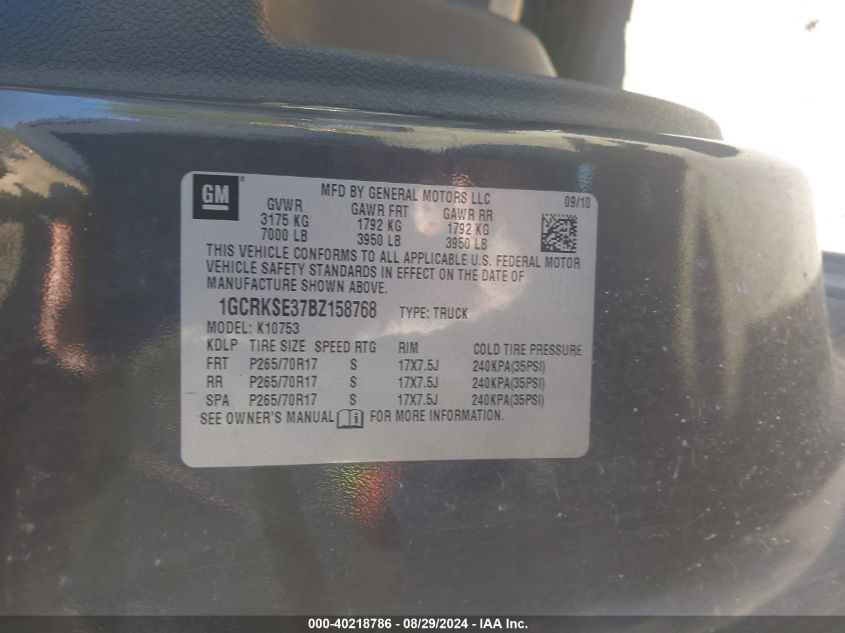 GM ®
MFD BY GENERAL MOTORS LLC 09/10
GVWR GAWR FRT GAWR RR
3175 KG 1792 KG 1792 KG
7000 LB 3950 LB 3950 LB
THIS VEHICLE CONFORMS TO ALL APPLICABLE U.S. FEDERAL MOTOR
VEHICLE SAFETY STANDARDS IN EFFECT ON THE DATE OF
MANUFACTURE SHOWN ABOVE.
1GCRKSE37BZ158768 TYPE: TRUCK
MODEL: K10753
KDLP TIRE SIZE SPEED RTG RIM COLD TIRE PRESSURE
FRT P265/70R17 S 17X7.5J 240KPA(35PSI)
RR P265/70R17 S 17X7.5J 240KPA(35PSI)
SPA P265/70R17 S 17X7.5J 240KPA(35PSI)
SEE OWNER'S MANUAL i FOR MORE INFORMATION.
000-40218786 - 08/29/2024 - IAA Inc.